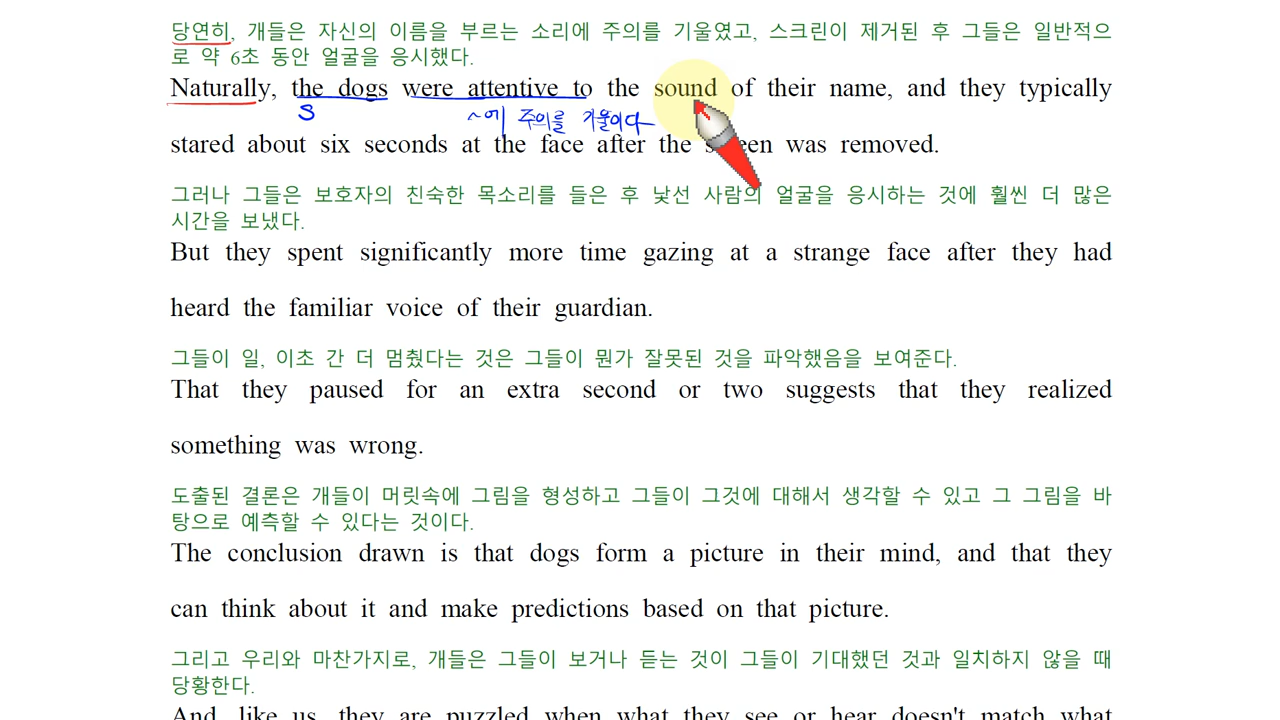 당연히, 개들은 자신의 이름을 부르는 소리에 주의를 기울였고, 스크린이 제거된 후 그들은 일반적으
로 약 6초 동안 얼굴을 응시했다.
Naturally, the dogs were attentive to the sound of their name, and they typically
S ~에 주의를 기울이다
stared about six seconds at the face after the was removed.
그러나 그들은 보호자의 친숙한 목소리를 들은 후 낯선 사람의 얼굴을 응시하는 것에 훨씬 더 많은
시간을 보냈다.
But they spent significantly more time gazing at a strange face after they had
heard the familiar voice of their guardian.
그들이 일, 이초 간 더 멈췄다는 것은 그들이 뭔가 잘못된 것을 파악했음을 보여준다.
That they paused for an extra second or two suggests that they realized
something was wrong.
도출된 결론은 개들이 머릿속에 그림을 형성하고 그들이 그것에 대해서 생각할 수 있고 그 그림을 바
탕으로 예측할 수 있다는 것이다.
The conclusion drawn is that dogs form a picture in their mind, and that they
can think about it and make predictions based on that picture.
그리고 우리와 마찬가지로, 개들은 그들이 보거나 듣는 것이 그들이 기대했던 것과 일치하지 않을 때
당황한다.
And, like us, they are puzzled when what they see or hear doesn't match what